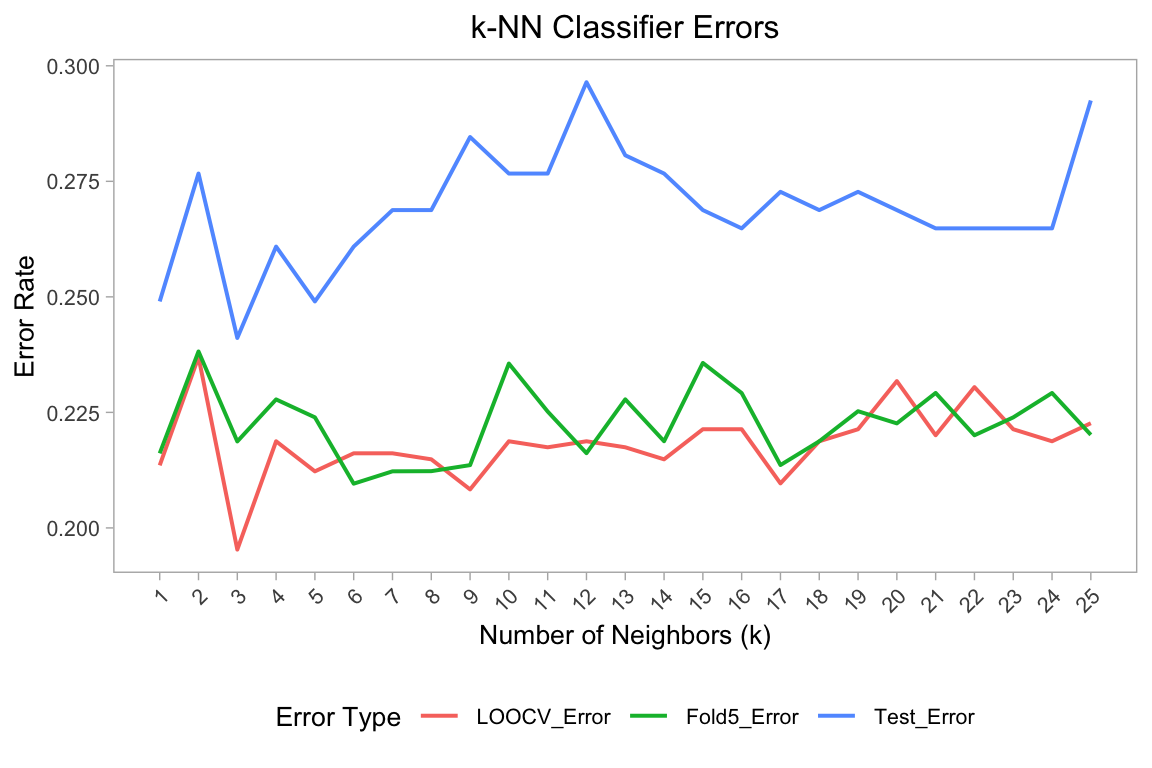 k-NN Classifier Errors
0.300
0.275
0.250
0.225
0.200
Error Rate
1 2 3 4 5 6 7 8 9 10 11 12 13 14 15 16 17 18 19 20 21 22 23 24 25
Number of Neighbors (k)
Error Type LOOCV_Error Fold5_Error Test_Error